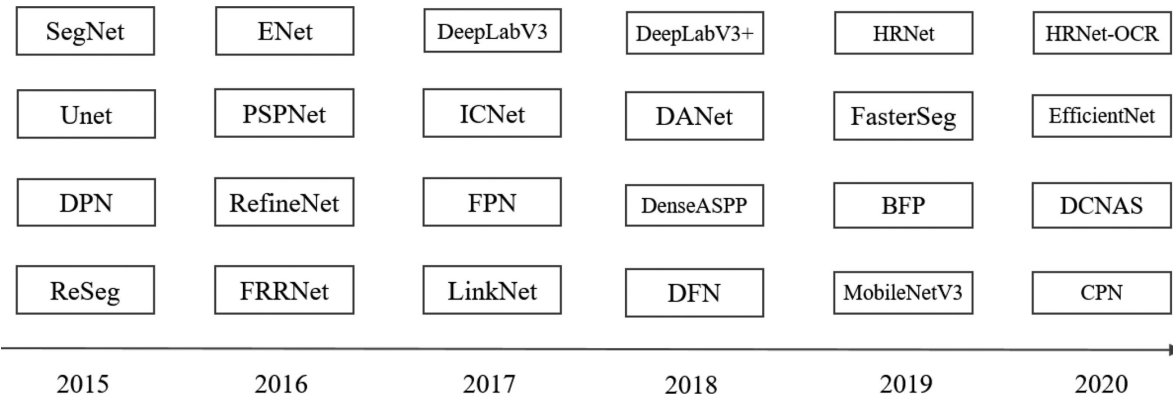 SegNet ENet DeepLabV3 DeepLabV3+ HRNet HRNet-OCR
Unet PSPNet ICNet DANet FasterSeg EfficientNet
DPN RefineNet FPN DenseASPP BFP DCNAS
ReSeg FRRNet LinkNet DFN MobileNetV3 CPN
2015 2016 2017 2018 2019 2020